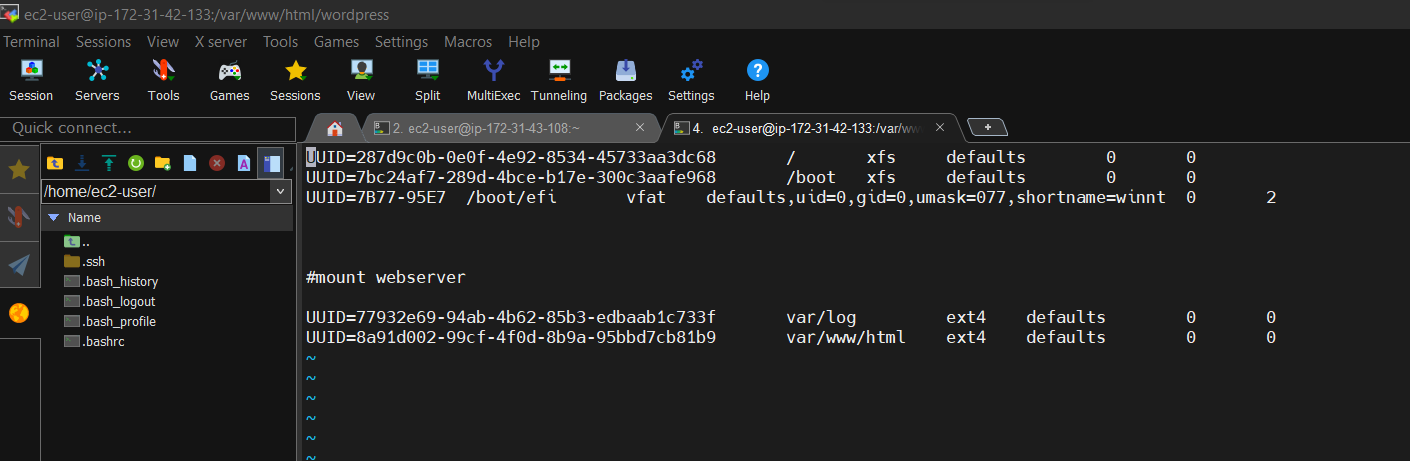 ec2-user@ip-172-31-42-133:/var/www/html/wordpress
Terminal Sessions View X server Tools Games Settings Macros Help
Session Servers Tools Games Sessions View Split MultiExec Tunneling Packages Settings Help
Quick connect...
2. ec2-user@ip-172-31-43-108:~
4. ec2-user@ip-172-31-42-133:/var/ww
/home/ec2-user/
Name
..
.ssh
.bash_history
.bash_logout
.bash_profile
.bashrc
UUID=287d9c0b-0e0f-4e92-8534-45733aa3dc68 / xfs defaults 0 0
UUID=7bc24af7-289d-4bce-b17e-300c3aafe968 /boot xfs defaults 0 0
UUID=7B77-95E7 /boot/efi vfat defaults,uid=0,gid=0,umask=077,shortname=winnt 0 2
#mount webserver
UUID=77932e69-94ab-4b62-85b3-edbaab1c733f var/log ext4 defaults 0 0
UUID=8a91d002-99cf-4f0d-8b9a-95bbd7cb81b9 var/www/html ext4 defaults 0 0
~
~
~
~
~
~